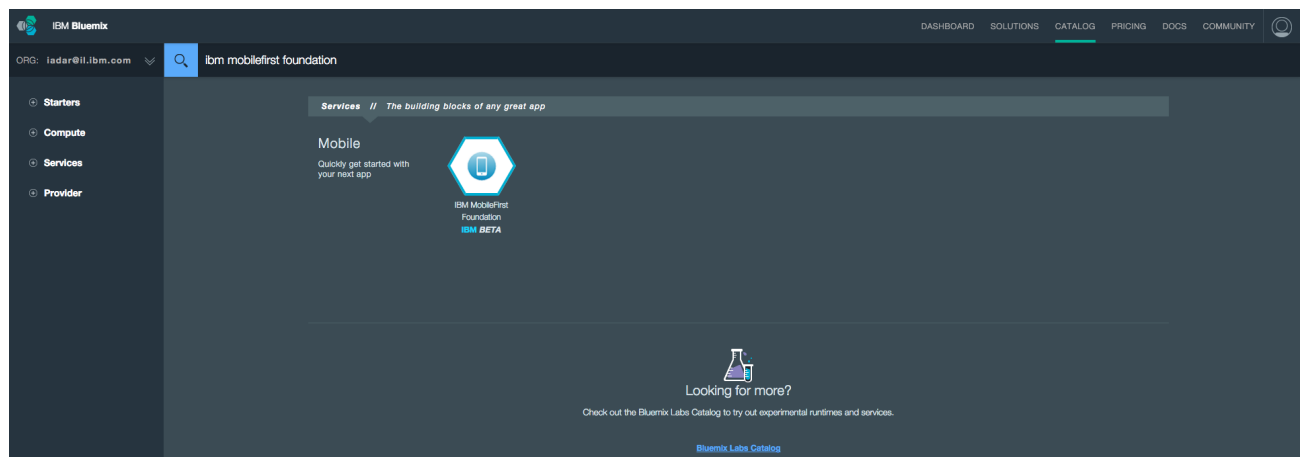 IBM Bluemix
DASHBOARD SOLUTIONS CATALOG PRICING DOCS COMMUNITY
ORG: iadar@il.ibm.com
ibm mobilefirst foundation
Starters
Compute
Services
Provider
Services // The building blocks of any great app
Mobile
Quickly get started with
your next app
IBM MobileFirst
Foundation
IBM BETA
Looking for more?
Check out the Bluemix Labs Catalog to try out experimental runtimes and services.
Bluemix Labs Catalog